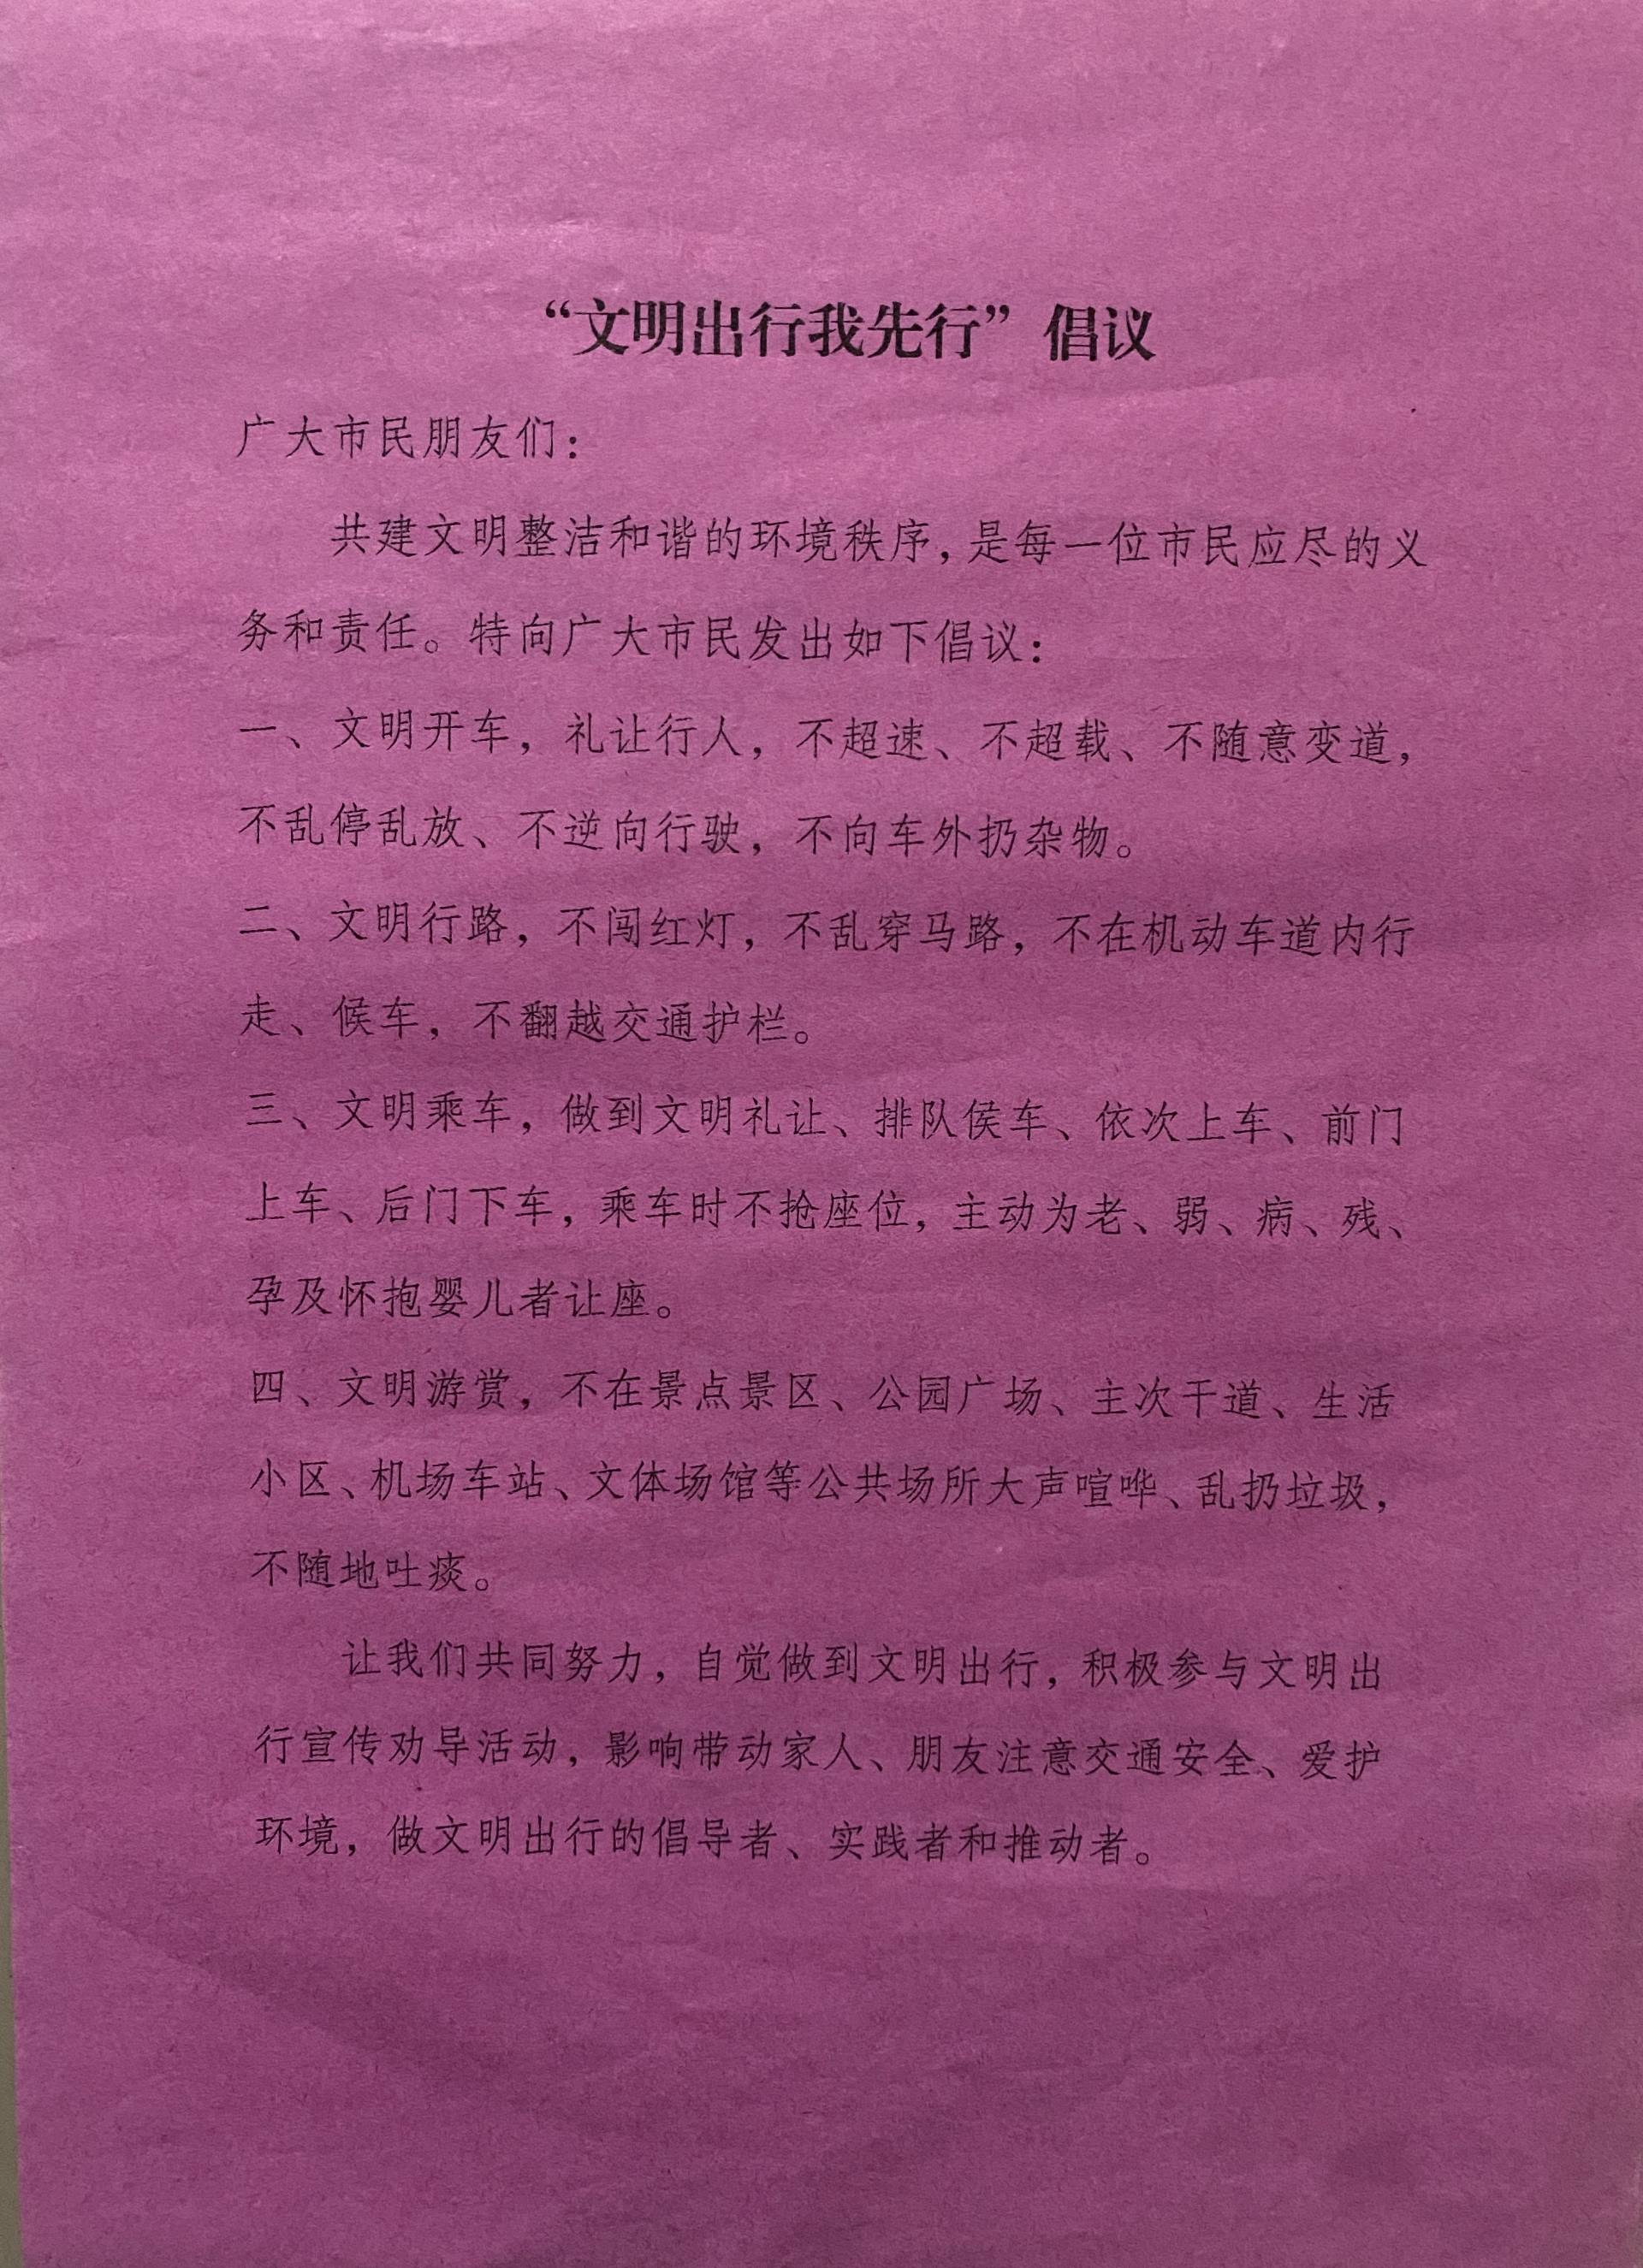 “文明出行我先行”倡议
广大市民朋友们：
共建文明整洁和谐的环境秩序，是每一位市民应尽的义
务和责任。特向广大市民发出如下倡议：
一、文明开车，礼让行人，不超速、不超载、不随意变道，
不乱停乱放、不逆向行驶，不向车外扔杂物。
二、文明行路，不闯红灯，不乱穿马路，不在机动车道内行
走、候车，不翻越交通护栏。
三、文明乘车，做到文明礼让、排队侯车、依次上车、前门
上车、后门下车，乘车时不抢座位，主动为老、弱、病、残、
孕及怀抱婴儿者让座。
四、文明游赏，不在景点景区、公园广场、主次干道、生活
小区、机场车站、文体场馆等公共场所大声喧哗、乱扔垃圾，
不随地吐痰。
让我们共同努力，自觉做到文明出行，积极参与文明出
行宣传劝导活动，影响带动家人、朋友注意交通安全、爱护
环境，做文明出行的倡导者、实践者和推动者。